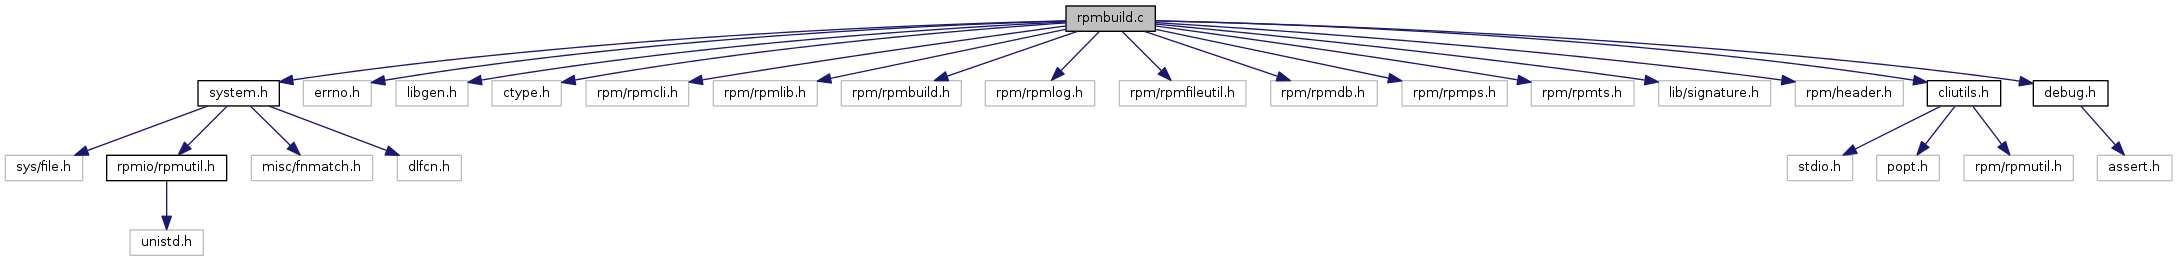 rpmbuild.c
system.h
errno.h
libgen.h
ctype.h
rpm/rpmcli.h
rpm/rpmlib.h
rpm/rpmbuild.h
rpm/rpmlog.h
rpm/rpmfileutil.h
rpm/rpmdb.h
rpm/rpmps.h
rpm/rpmts.h
lib/signature.h
rpm/header.h
cliutils.h
debug.h
sys/file.h
rpmio/rpmutil.h
misc/fnmatch.h
dlfcn.h
stdio.h
popt.h
rpm/rpmutil.h
assert.h
unistd.h